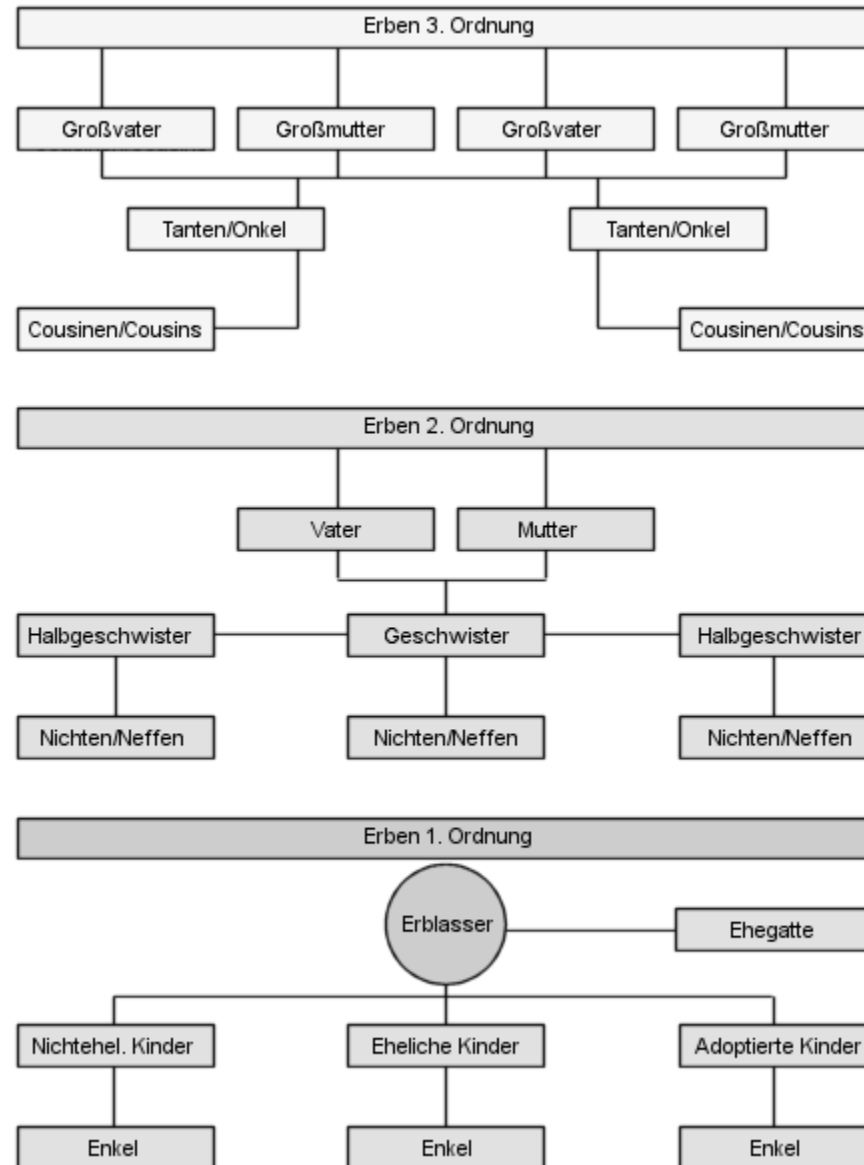 Erben 3. Ordnung
Großvater Großmutter Großvater Großmutter
Tanten/Onkel Tanten/Onkel
Cousinen/Cousins Cousinen/Cousins
Erben 2. Ordnung
Vater Mutter
Halbgeschwister Geschwister Halbgeschwister
Nichten/Neffen Nichten/Neffen Nichten/Neffen
Erben 1. Ordnung
Erblasser Ehegatte
Nichtehel. Kinder Eheliche Kinder Adoptierte Kinder
Enkel Enkel Enkel